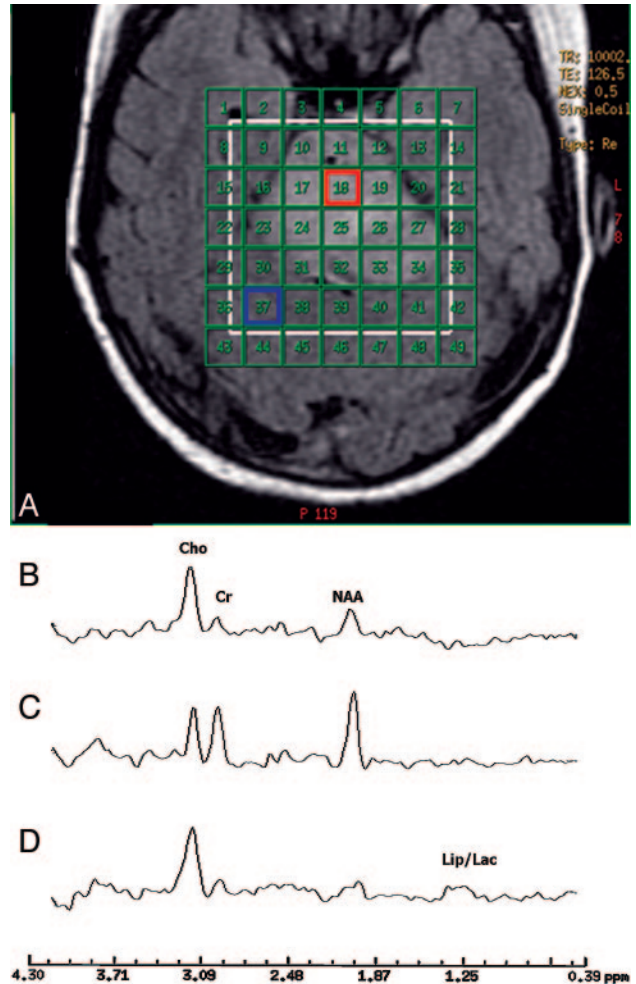 TR: 10002.
TE: 126.5
NEX: 0.5
SingleCoil
Type: Re
1 2 3 4 5 6 7
8 9 10 11 12 13 14
15 16 17 18 19 20 21
22 23 24 25 26 27 28
29 30 31 32 33 34 35
36 37 38 39 40 41 42
43 44 45 46 47 48 49
L
7
8
A
P 119
B
Cho
Cr
NAA
C
D
Lip/Lac
4.30 3.71 3.09 2.48 1.87 1.25 0.39 ppm